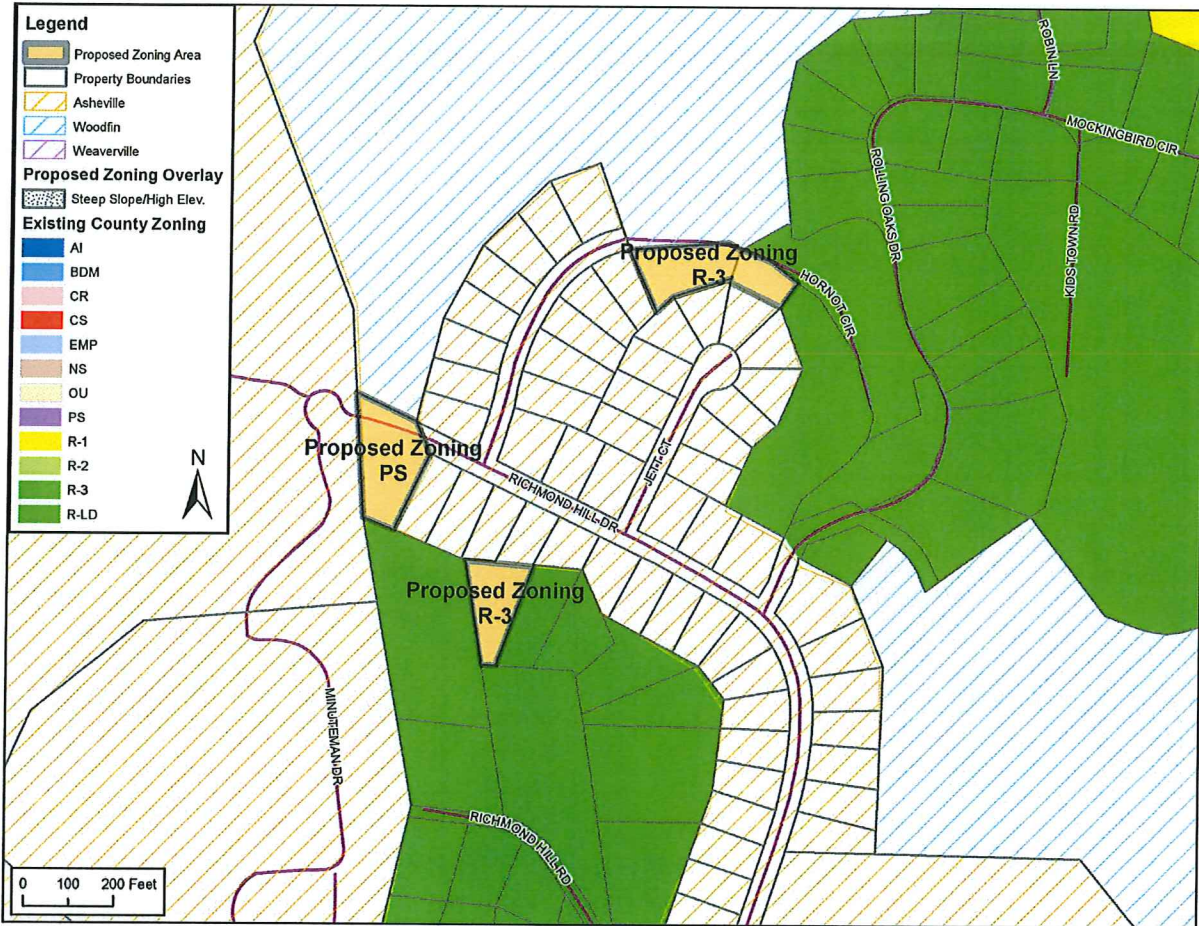 Legend
Proposed Zoning Area
Property Boundaries
Asheville
Woodfin
Weaverville
Proposed Zoning Overlay
Steep Slope/High Elev.
Existing County Zoning
AI
BDM
CR
CS
EMP
NS
OU
PS
R-1
R-2
R-3
R-LD
N
ROBIN LN
MOCKINGBIRD CIR
ROLLING OAKS DR
KIDS TOWN RD
Proposed Zoning
R-3
HORNOT CIR
Proposed Zoning
PS
JETT CT
RICHMOND HILL DR
Proposed Zoning
R-3
MINUTEMAN DR
RICHMOND HILL RD
0 100 200 Feet